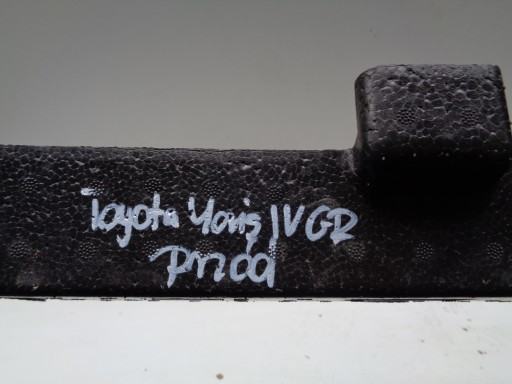 Toyota Yaris IV GR
Przód